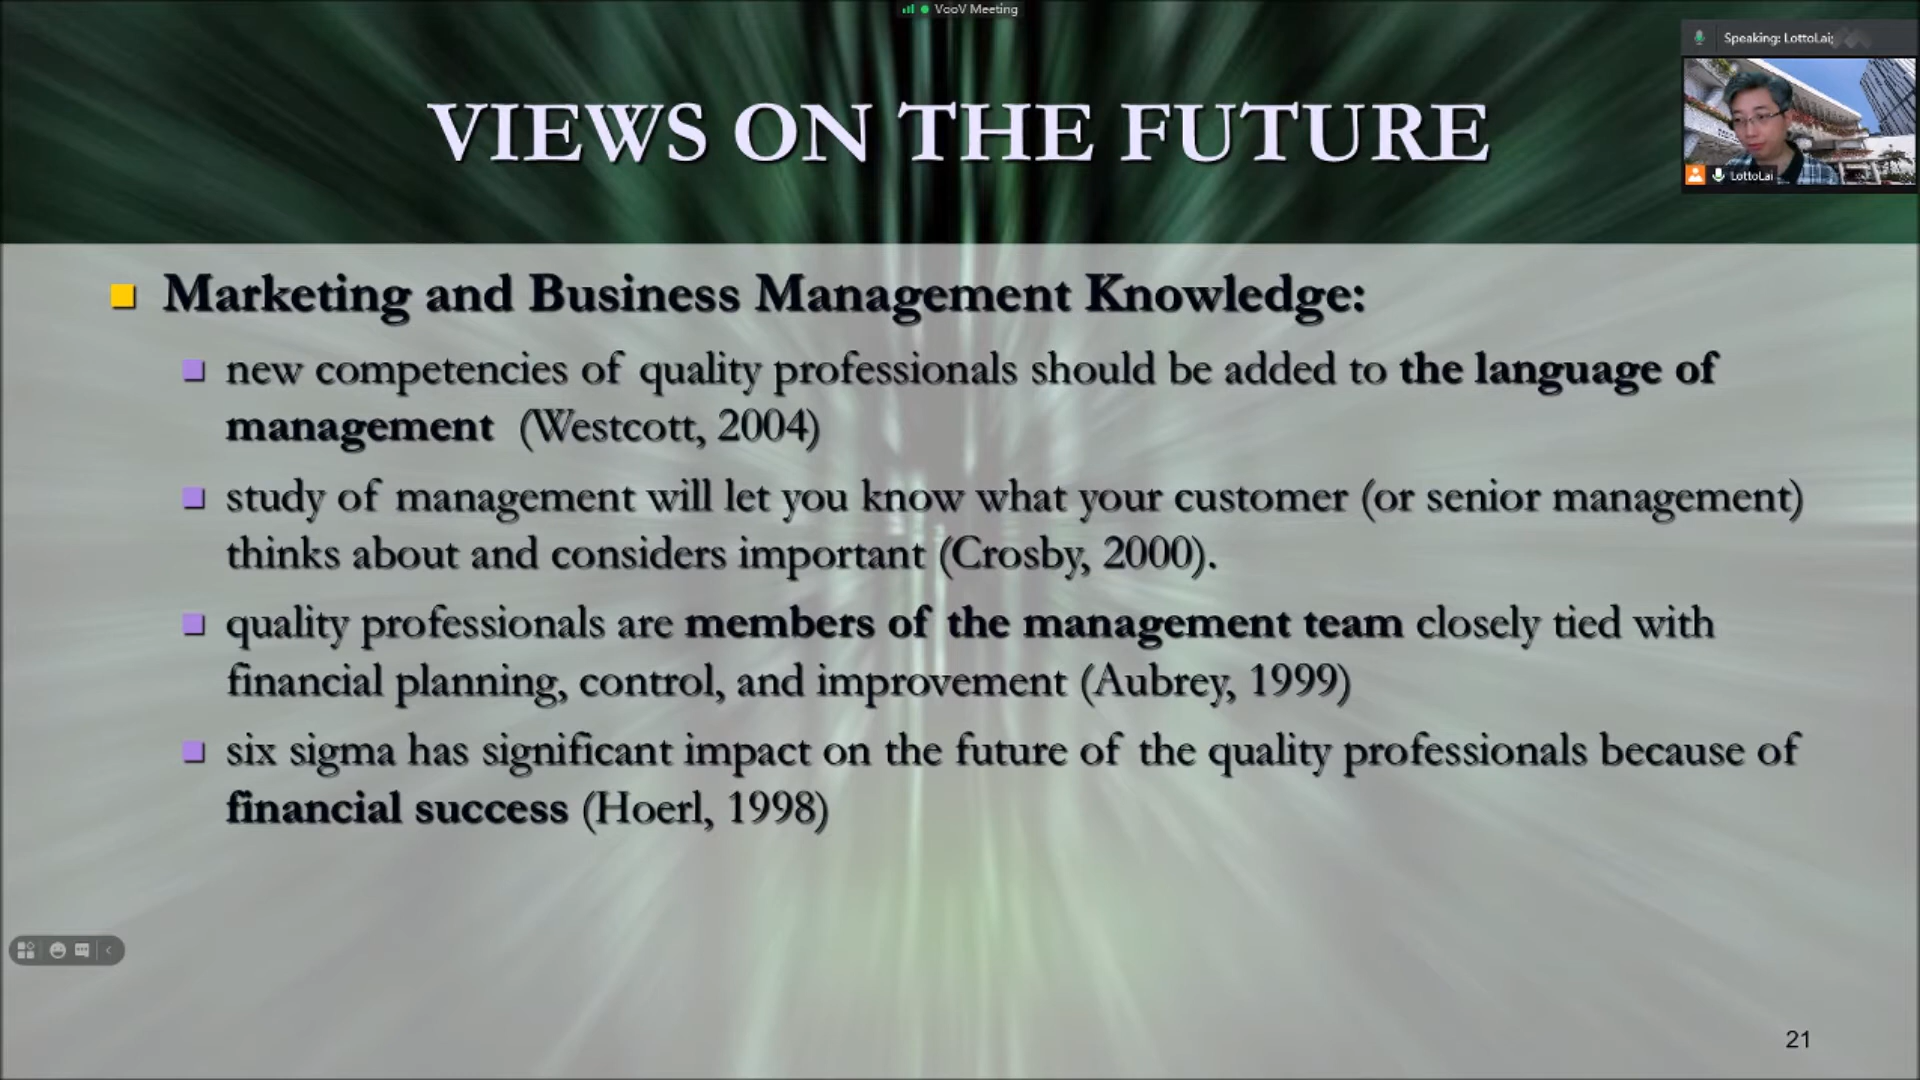 VooV Meeting
Speaking: LottoLai;
VIEWS ON THE FUTURE
LottoLai
Marketing and Business Management Knowledge:
new competencies of quality professionals should be added to the language of
management (Westcott, 2004)
study of management will let you know what your customer (or senior management)
thinks about and considers important (Crosby, 2000).
quality professionals are members of the management team closely tied with
financial planning, control, and improvement (Aubrey, 1999)
six sigma has significant impact on the future of the quality professionals because of
financial success (Hoerl, 1998)
21